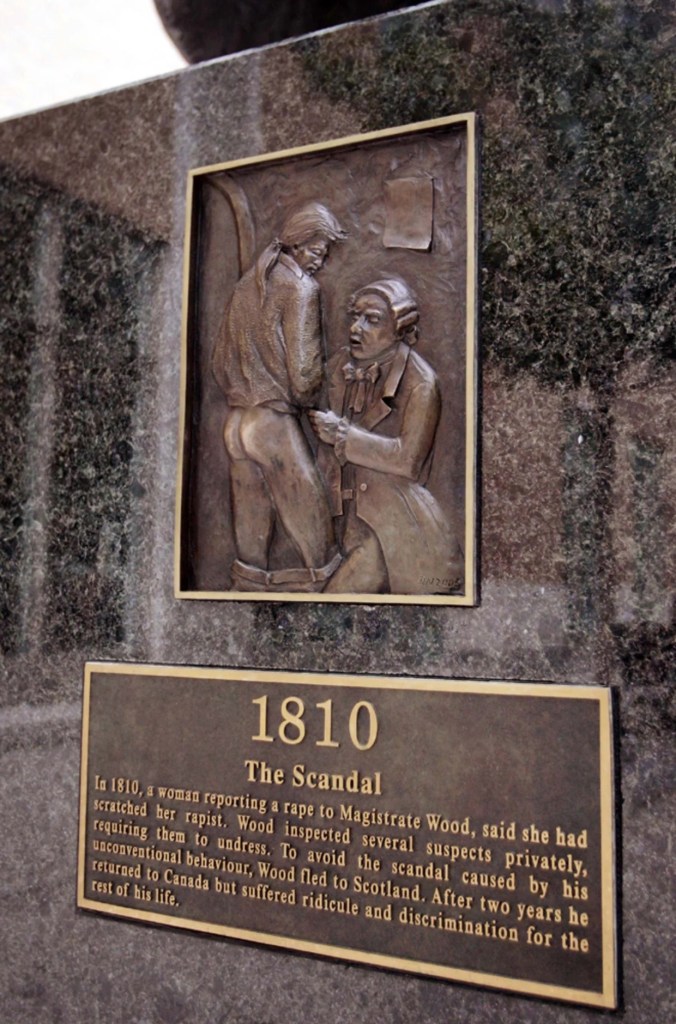 1810
The Scandal
In 1810, a woman reporting a rape to Magistrate Wood, said she had
scratched her rapist. Wood inspected several suspects privately,
requiring them to undress. To avoid the scandal caused by his
unconventional behaviour, Wood fled to Scotland. After two years he
returned to Canada but suffered ridicule and discrimination for the
rest of his life.